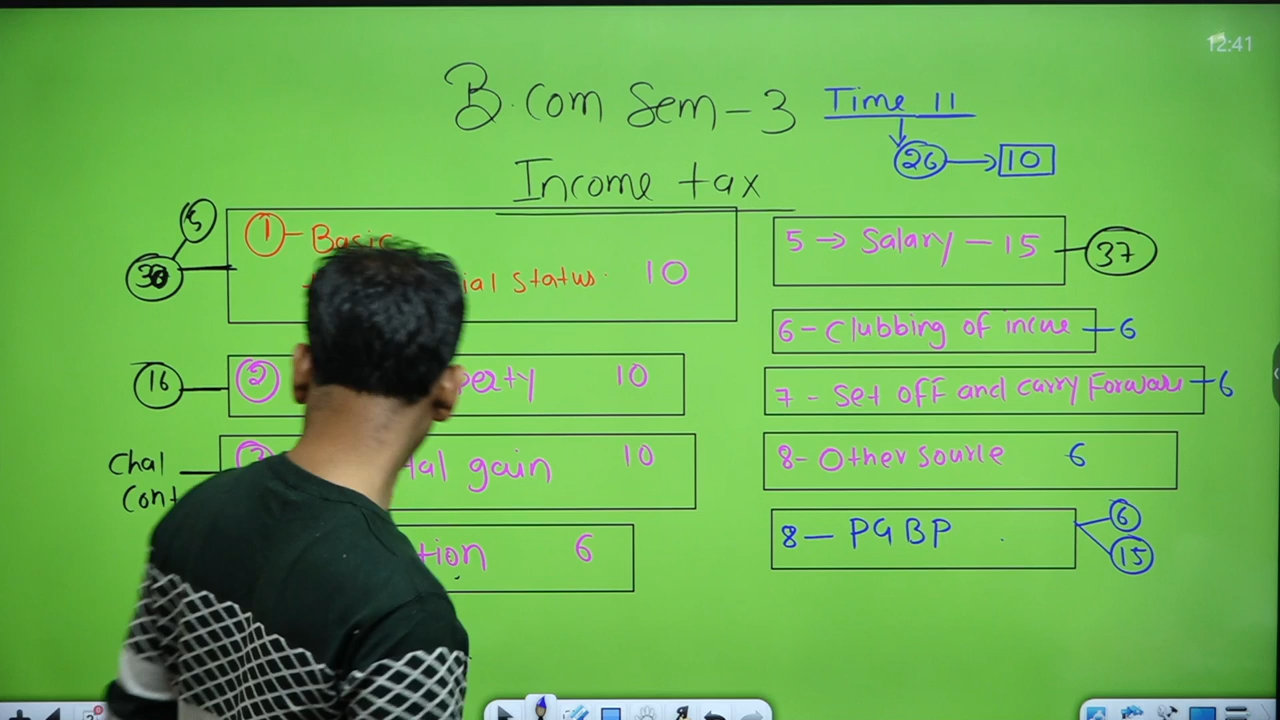 12:41
B.com Sem-3
Time 11
26 → 10
Income tax
5
1 - Basic
30
ial status. 10
16
2 perty 10
Chal
Cont
3 tal gain 10
tion 6
5 → Salary - 15
37
6 - Clubbing of incue - 6
7 - Set off and carry Forward - 6
8 - Other sourle 6
8 - PGBP
6
15